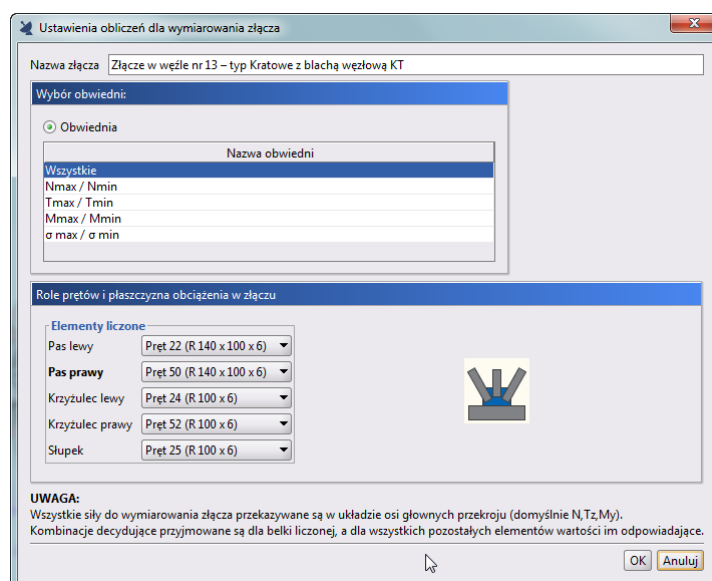 Ustawienia obliczeń dla wymiarowania złącza
Nazwa złącza Złącze w węźle nr 13 – typ Kratowe z blachą węzłową KT
Wybór obwiedni:
Obwiednia
Nazwa obwiedni
Wszystkie
Nmax / Nmin
Tmax / Tmin
Mmax / Mmin
σ max / σ min
Role prętów i płaszczyzna obciążenia w złączu
Elementy liczone
Pas lewy Pręt 22 (R 140 x 100 x 6)
Pas prawy Pręt 50 (R 140 x 100 x 6)
Krzyżulec lewy Pręt 24 (R 100 x 6)
Krzyżulec prawy Pręt 52 (R 100 x 6)
Słupek Pręt 25 (R 100 x 6)
UWAGA:
Wszystkie siły do wymiarowania złącza przekazywane są w układzie osi głownych przekroju (domyślnie N,Tz,My).
Kombinacje decydujące przyjmowane są dla belki liczonej, a dla wszystkich pozostałych elementów wartości im odpowiadające.
OK Anuluj